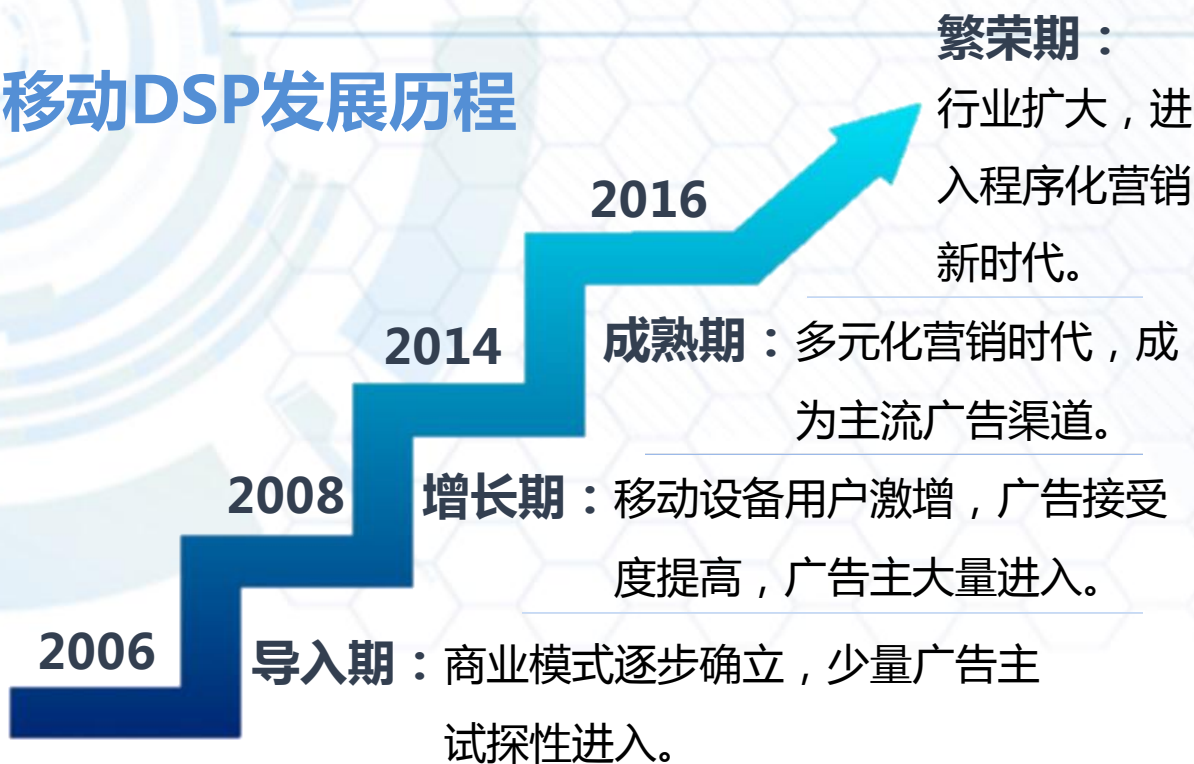 移动DSP发展历程
繁荣期：
行业扩大，进
入程序化营销
新时代。
2016
成熟期：多元化营销时代，成
为主流广告渠道。
2014
增长期：移动设备用户激增，广告接受
度提高，广告主大量进入。
2008
导入期：商业模式逐步确立，少量广告主
试探性进入。
2006